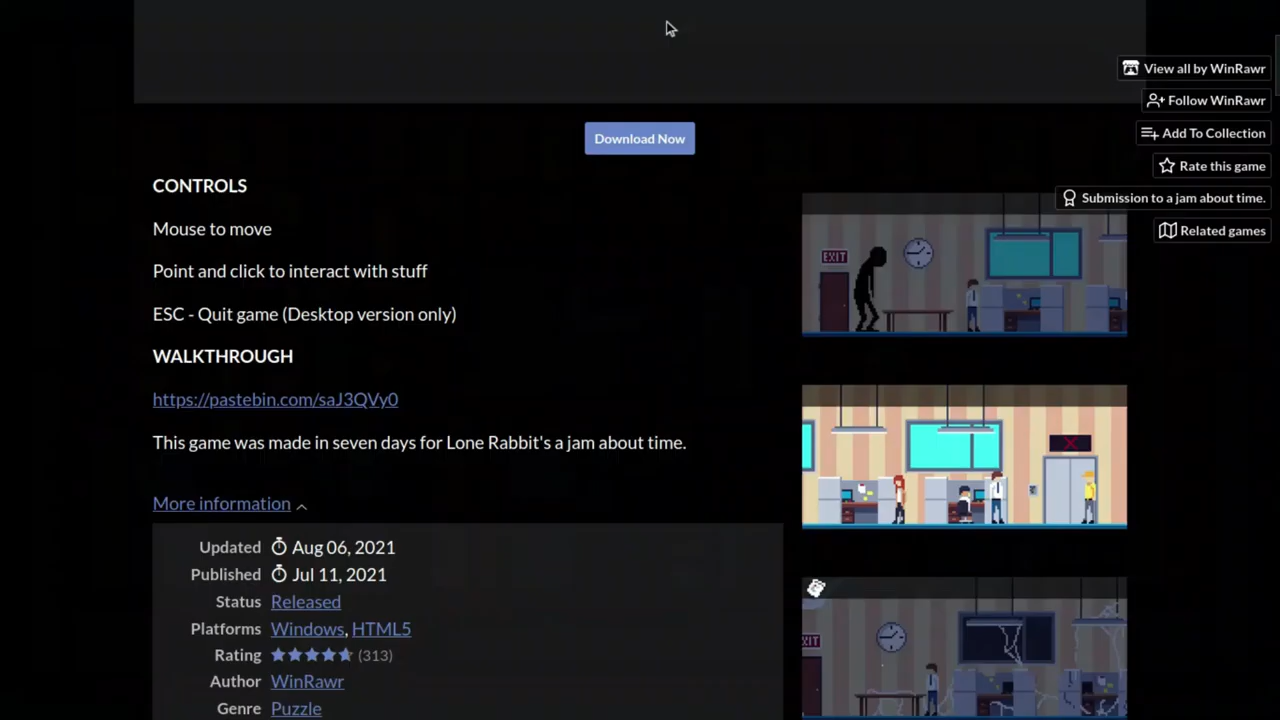 View all by WinRawr
Follow WinRawr
Add To Collection
Rate this game
Submission to a jam about time.
Related games
Download Now
CONTROLS
Mouse to move
Point and click to interact with stuff
ESC - Quit game (Desktop version only)
WALKTHROUGH
https://pastebin.com/saJ3QVy0
This game was made in seven days for Lone Rabbit's a jam about time.
More information
Updated Aug 06, 2021
Published Jul 11, 2021
Status Released
Platforms Windows, HTML5
Rating (313)
Author WinRawr
Genre Puzzle
EXIT
X
XIT